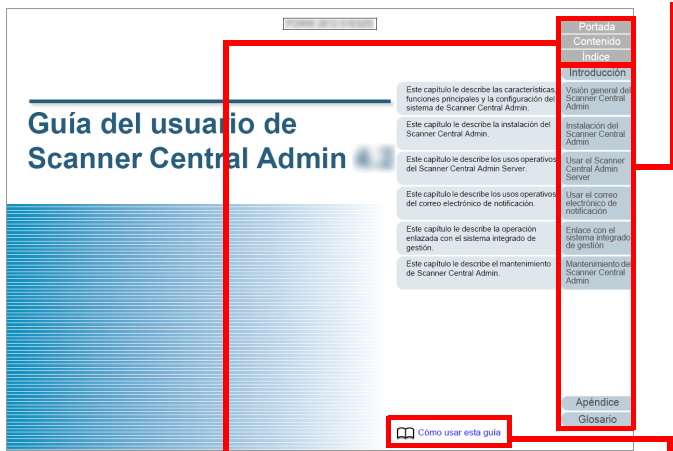 Portada
Contenido
Índice
Introducción
Guía del usuario de
Scanner Central Admin
Este capítulo le describe las características,
funciones principales y la configuración del
sistema de Scanner Central Admin.
Visión general del
Scanner Central
Admin
Este capítulo le describe la instalación del
Scanner Central Admin.
Instalación del
Scanner Central
Admin
Este capítulo le describe los usos operativos
del Scanner Central Admin Server.
Usar el Scanner
Central Admin
Server
Este capítulo le describe los usos operativos
del correo electrónico de notificación.
Usar el correo
electrónico de
notificación
Este capítulo le describe la operación
enlazada con el sistema integrado de
gestión.
Enlace con el
sistema integrado
de gestión
Este capítulo le describe el mantenimiento
de Scanner Central Admin.
Mantenimiento del
Scanner Central
Admin
Apéndice
Glosario
Cómo usar esta guía